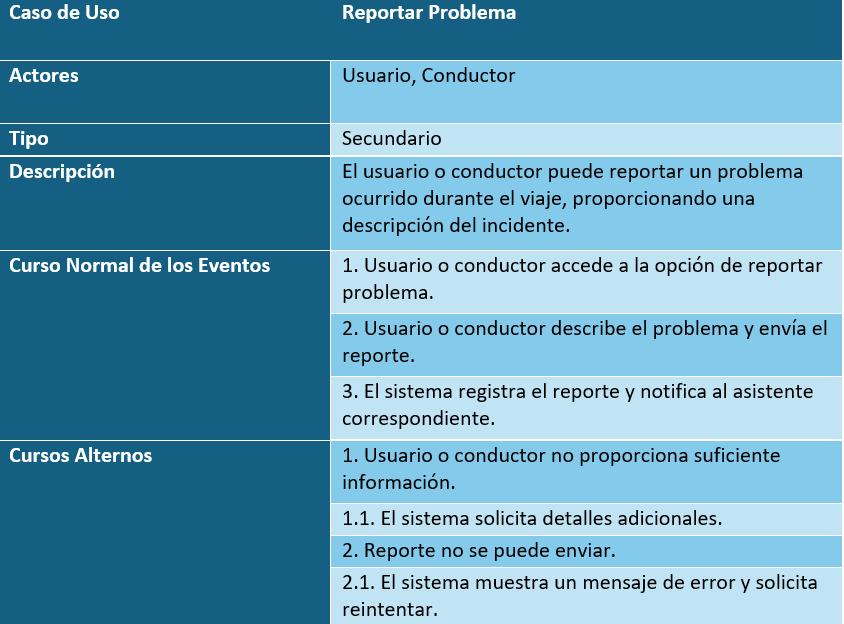 Caso de Uso
Reportar Problema
Actores
Usuario, Conductor
Tipo
Secundario
Descripción
El usuario o conductor puede reportar un problema
ocurrido durante el viaje, proporcionando una
descripción del incidente.
Curso Normal de los Eventos
1. Usuario o conductor accede a la opción de reportar
problema.
2. Usuario o conductor describe el problema y envía el
reporte.
3. El sistema registra el reporte y notifica al asistente
correspondiente.
Cursos Alternos
1. Usuario o conductor no proporciona suficiente
información.
1.1. El sistema solicita detalles adicionales.
2. Reporte no se puede enviar.
2.1. El sistema muestra un mensaje de error y solicita
reintentar.